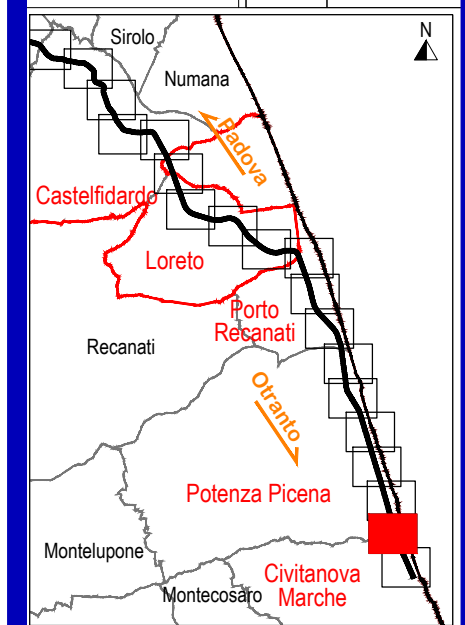 Sirolo
N
Numana
Padova
Castelfidardo
Loreto
Porto
Recanati
Recanati
Otranto
Potenza Picena
Montelupone
Civitanova
Marche
Montecosaro